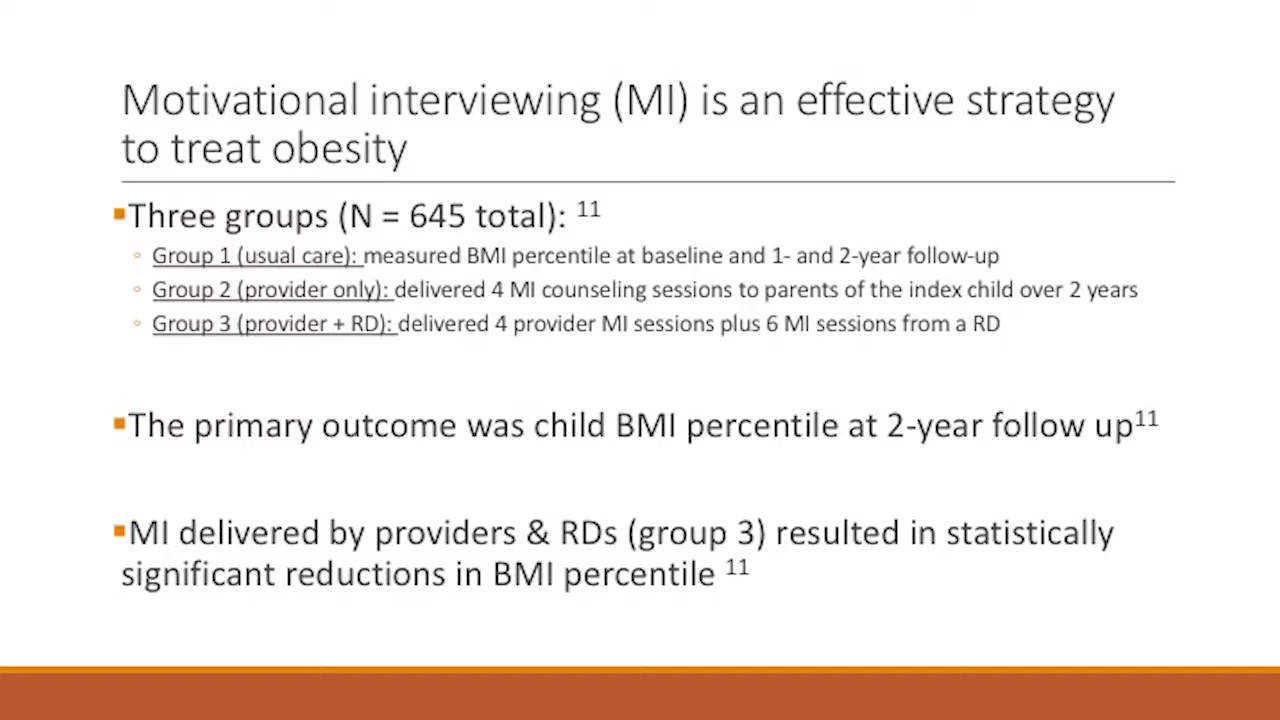 Motivational interviewing (MI) is an effective strategy
to treat obesity
▪Three groups (N = 645 total): 11
◦ Group 1 (usual care): measured BMI percentile at baseline and 1- and 2-year follow-up
◦ Group 2 (provider only): delivered 4 MI counseling sessions to parents of the index child over 2 years
◦ Group 3 (provider + RD): delivered 4 provider MI sessions plus 6 MI sessions from a RD
▪The primary outcome was child BMI percentile at 2-year follow up11
▪MI delivered by providers & RDs (group 3) resulted in statistically
significant reductions in BMI percentile 11